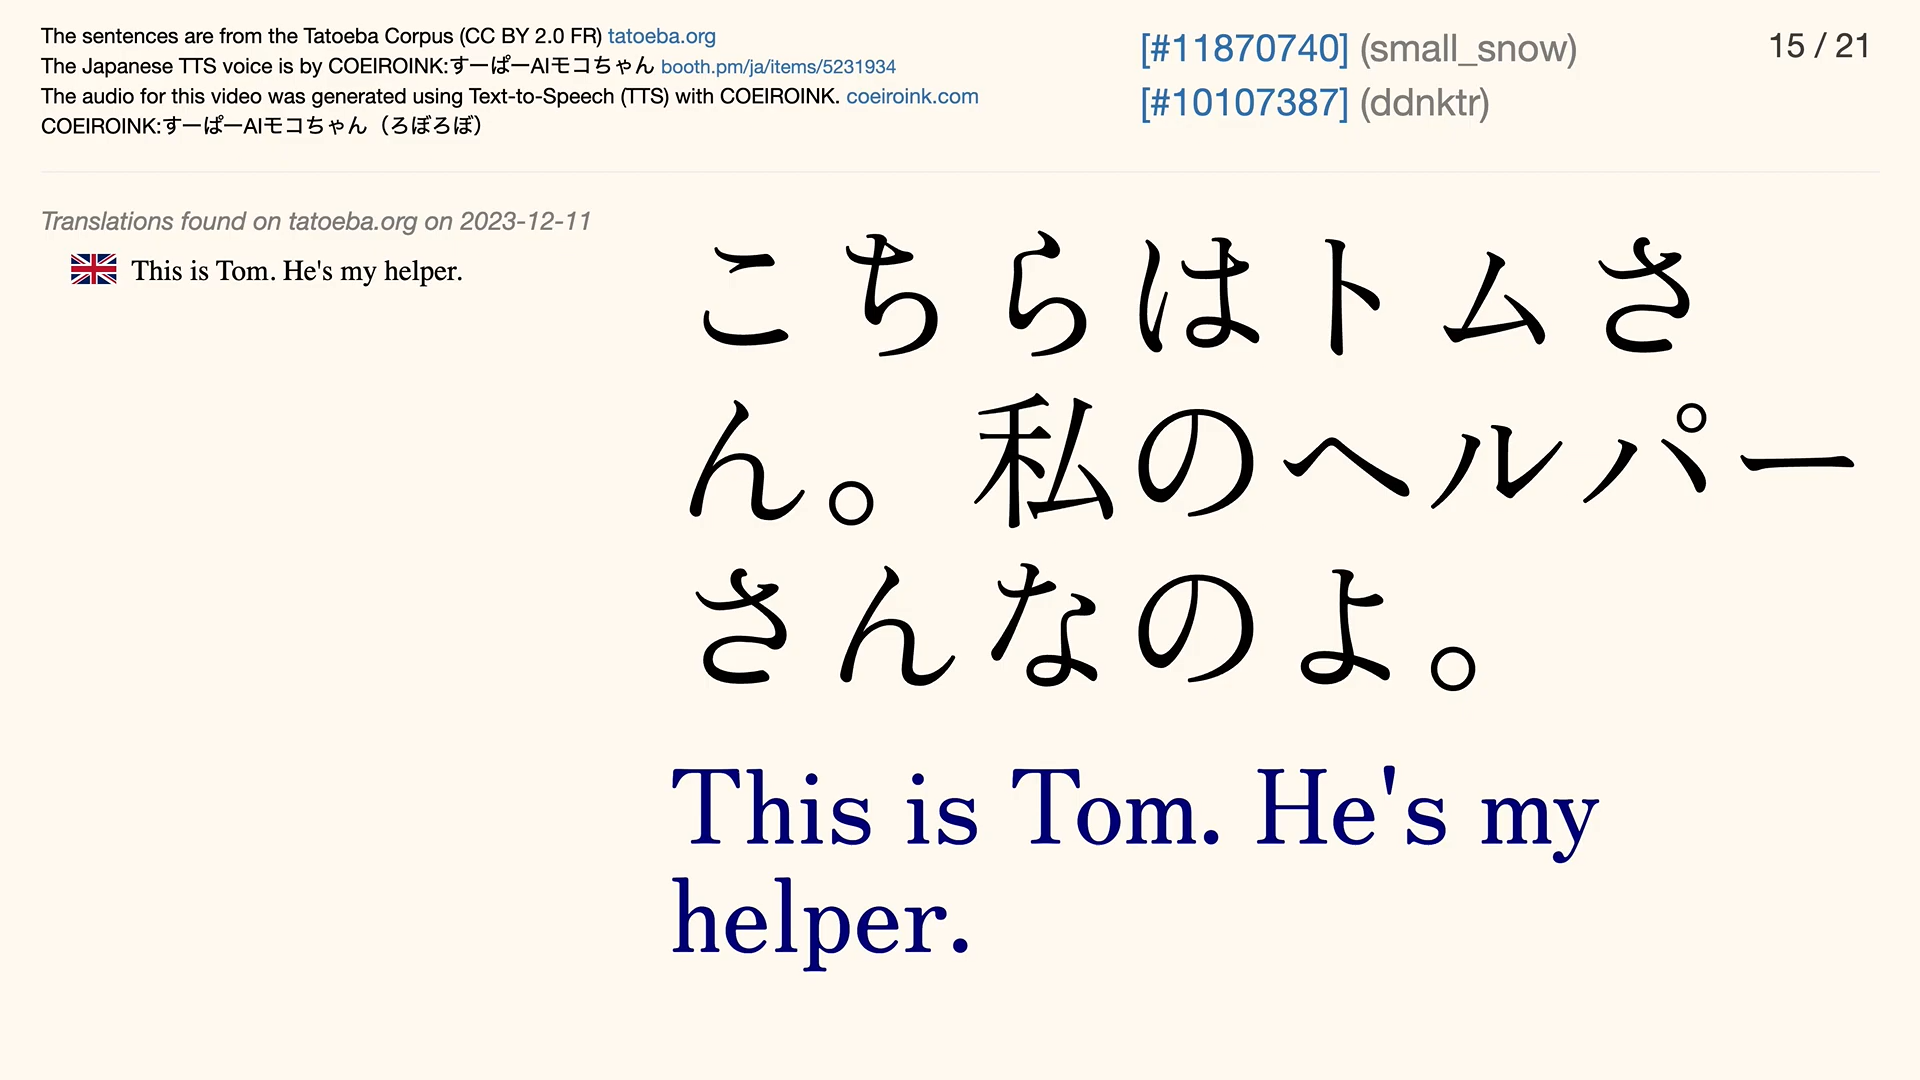 The sentences are from the Tatoeba Corpus (CC BY 2.0 FR) tatoeba.org
The Japanese TTS voice is by COEIROINK:すーぱーAIモコちゃん booth.pm/ja/items/5231934
The audio for this video was generated using Text-to-Speech (TTS) with COEIROINK. coeiroink.com
COEIROINK:すーぱーAIモコちゃん（ろぼろぼ）
[#11870740] (small_snow)
[#10107387] (ddnktr)
15 / 21
Translations found on tatoeba.org on 2023-12-11
This is Tom. He's my helper.
こちらはトムさ
ん。私のヘルパー
さんなのよ。
This is Tom. He's my
helper.